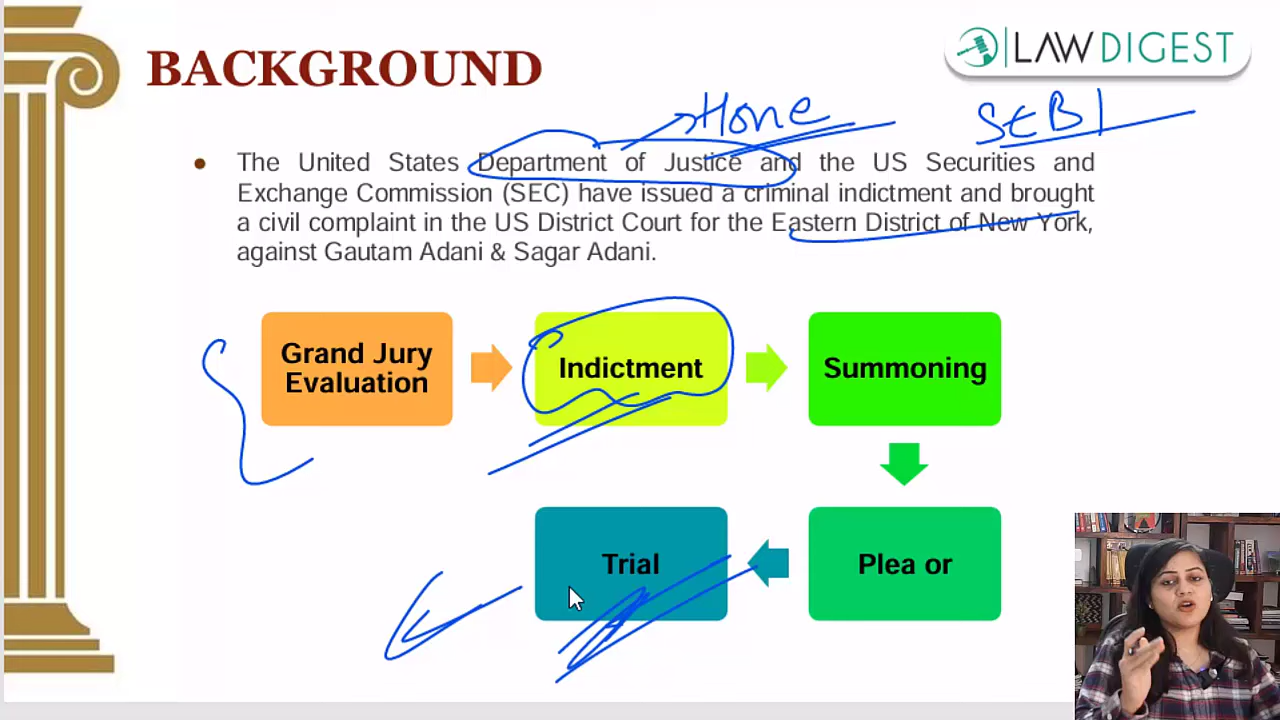 BACKGROUND
LAW DIGEST
Home
SEBI
The United States Department of Justice and the US Securities and
Exchange Commission (SEC) have issued a criminal indictment and brought
a civil complaint in the US District Court for the Eastern District of New York,
against Gautam Adani & Sagar Adani.
Grand Jury
Evaluation
Indictment
Summoning
Trial
Plea or